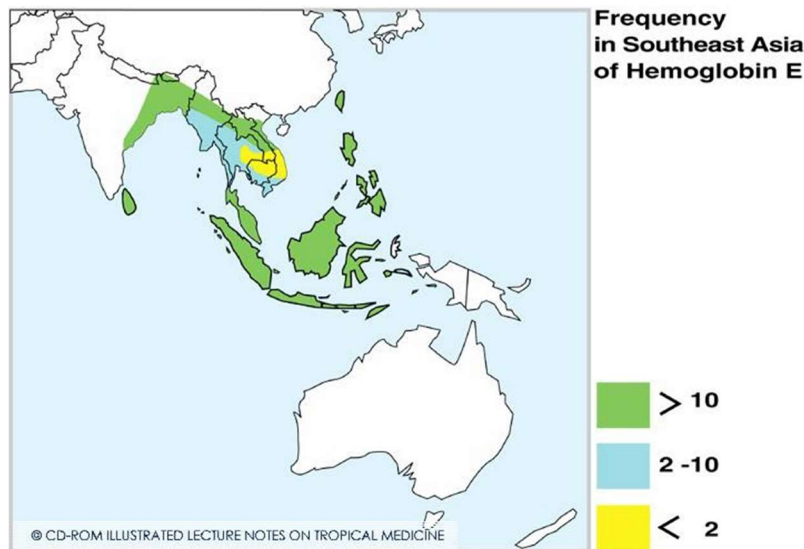 Frequency
in Southeast Asia
of Hemoglobin E
> 10
2 -10
< 2
© CD-ROM ILLUSTRATED LECTURE NOTES ON TROPICAL MEDICINE